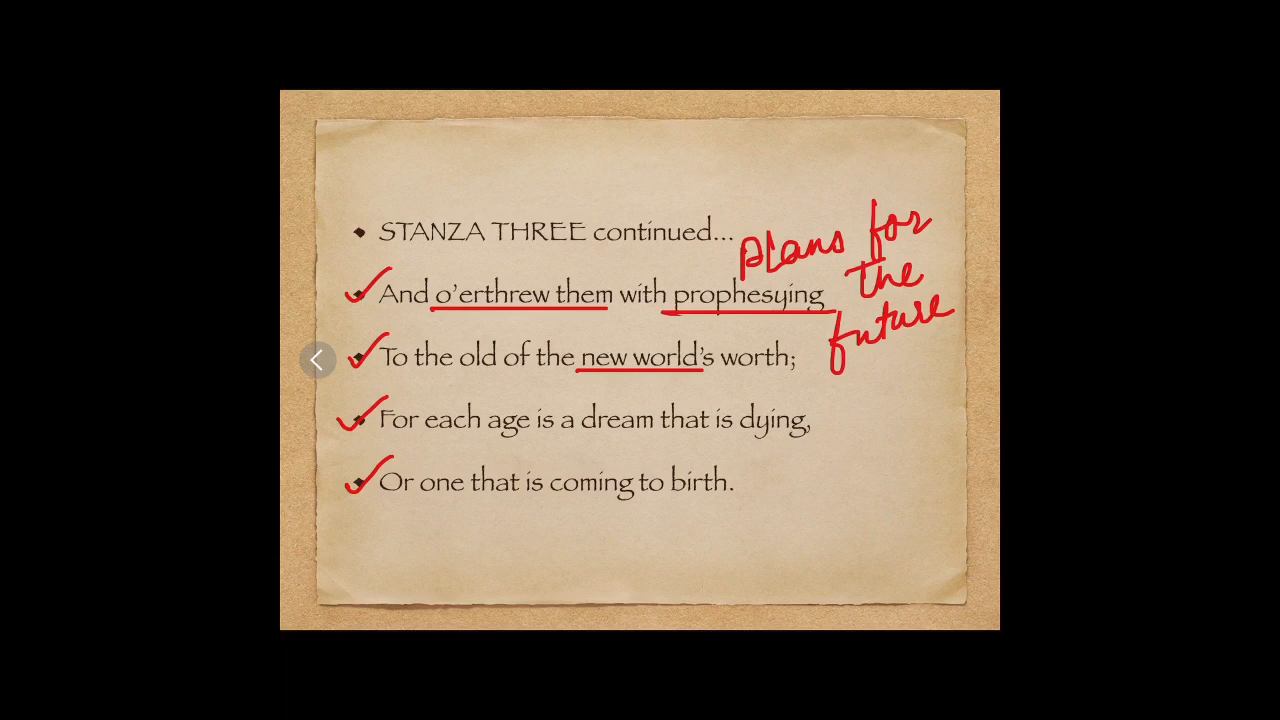 • STANZA THREE continued...
• And o'erthrew them with prophesying
• To the old of the new world's worth;
• For each age is a dream that is dying,
• Or one that is coming to birth.
Plans for
the
future